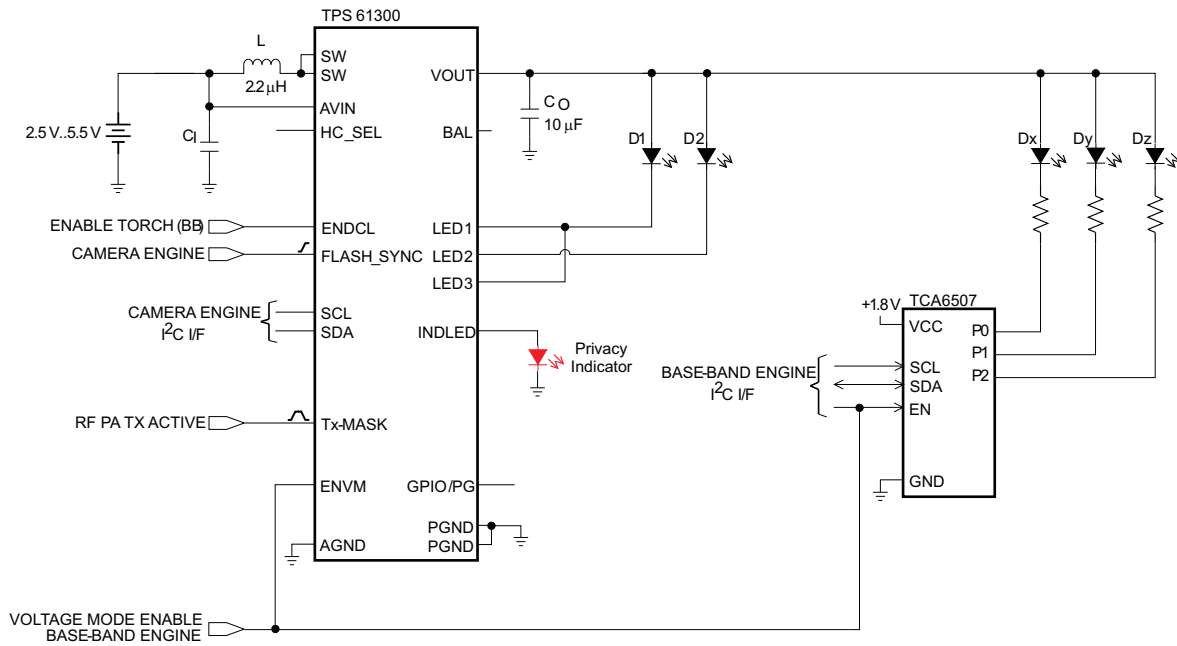 TPS 61300
L
2.2 μH
SW
SW
AVIN
HC_SEL
VOUT
BAL
CO
10 μF
2.5 V..5.5 V
CI
D1
D2
Dx
Dy
Dz
ENABLE TORCH (BB)
ENDCL
LED1
CAMERA ENGINE
FLASH_SYNC
LED2
LED3
CAMERA ENGINE
I2C I/F
SCL
SDA
INDLED
Privacy
Indicator
TCA6507
+1.8 V
VCC
P0
P1
P2
BASE-BAND ENGINE
I2C I/F
SCL
SDA
EN
GND
RF PA TX ACTIVE
Tx-MASK
ENVM
GPIO/PG
PGND
PGND
AGND
VOLTAGE MODE ENABLE
BASE-BAND ENGINE